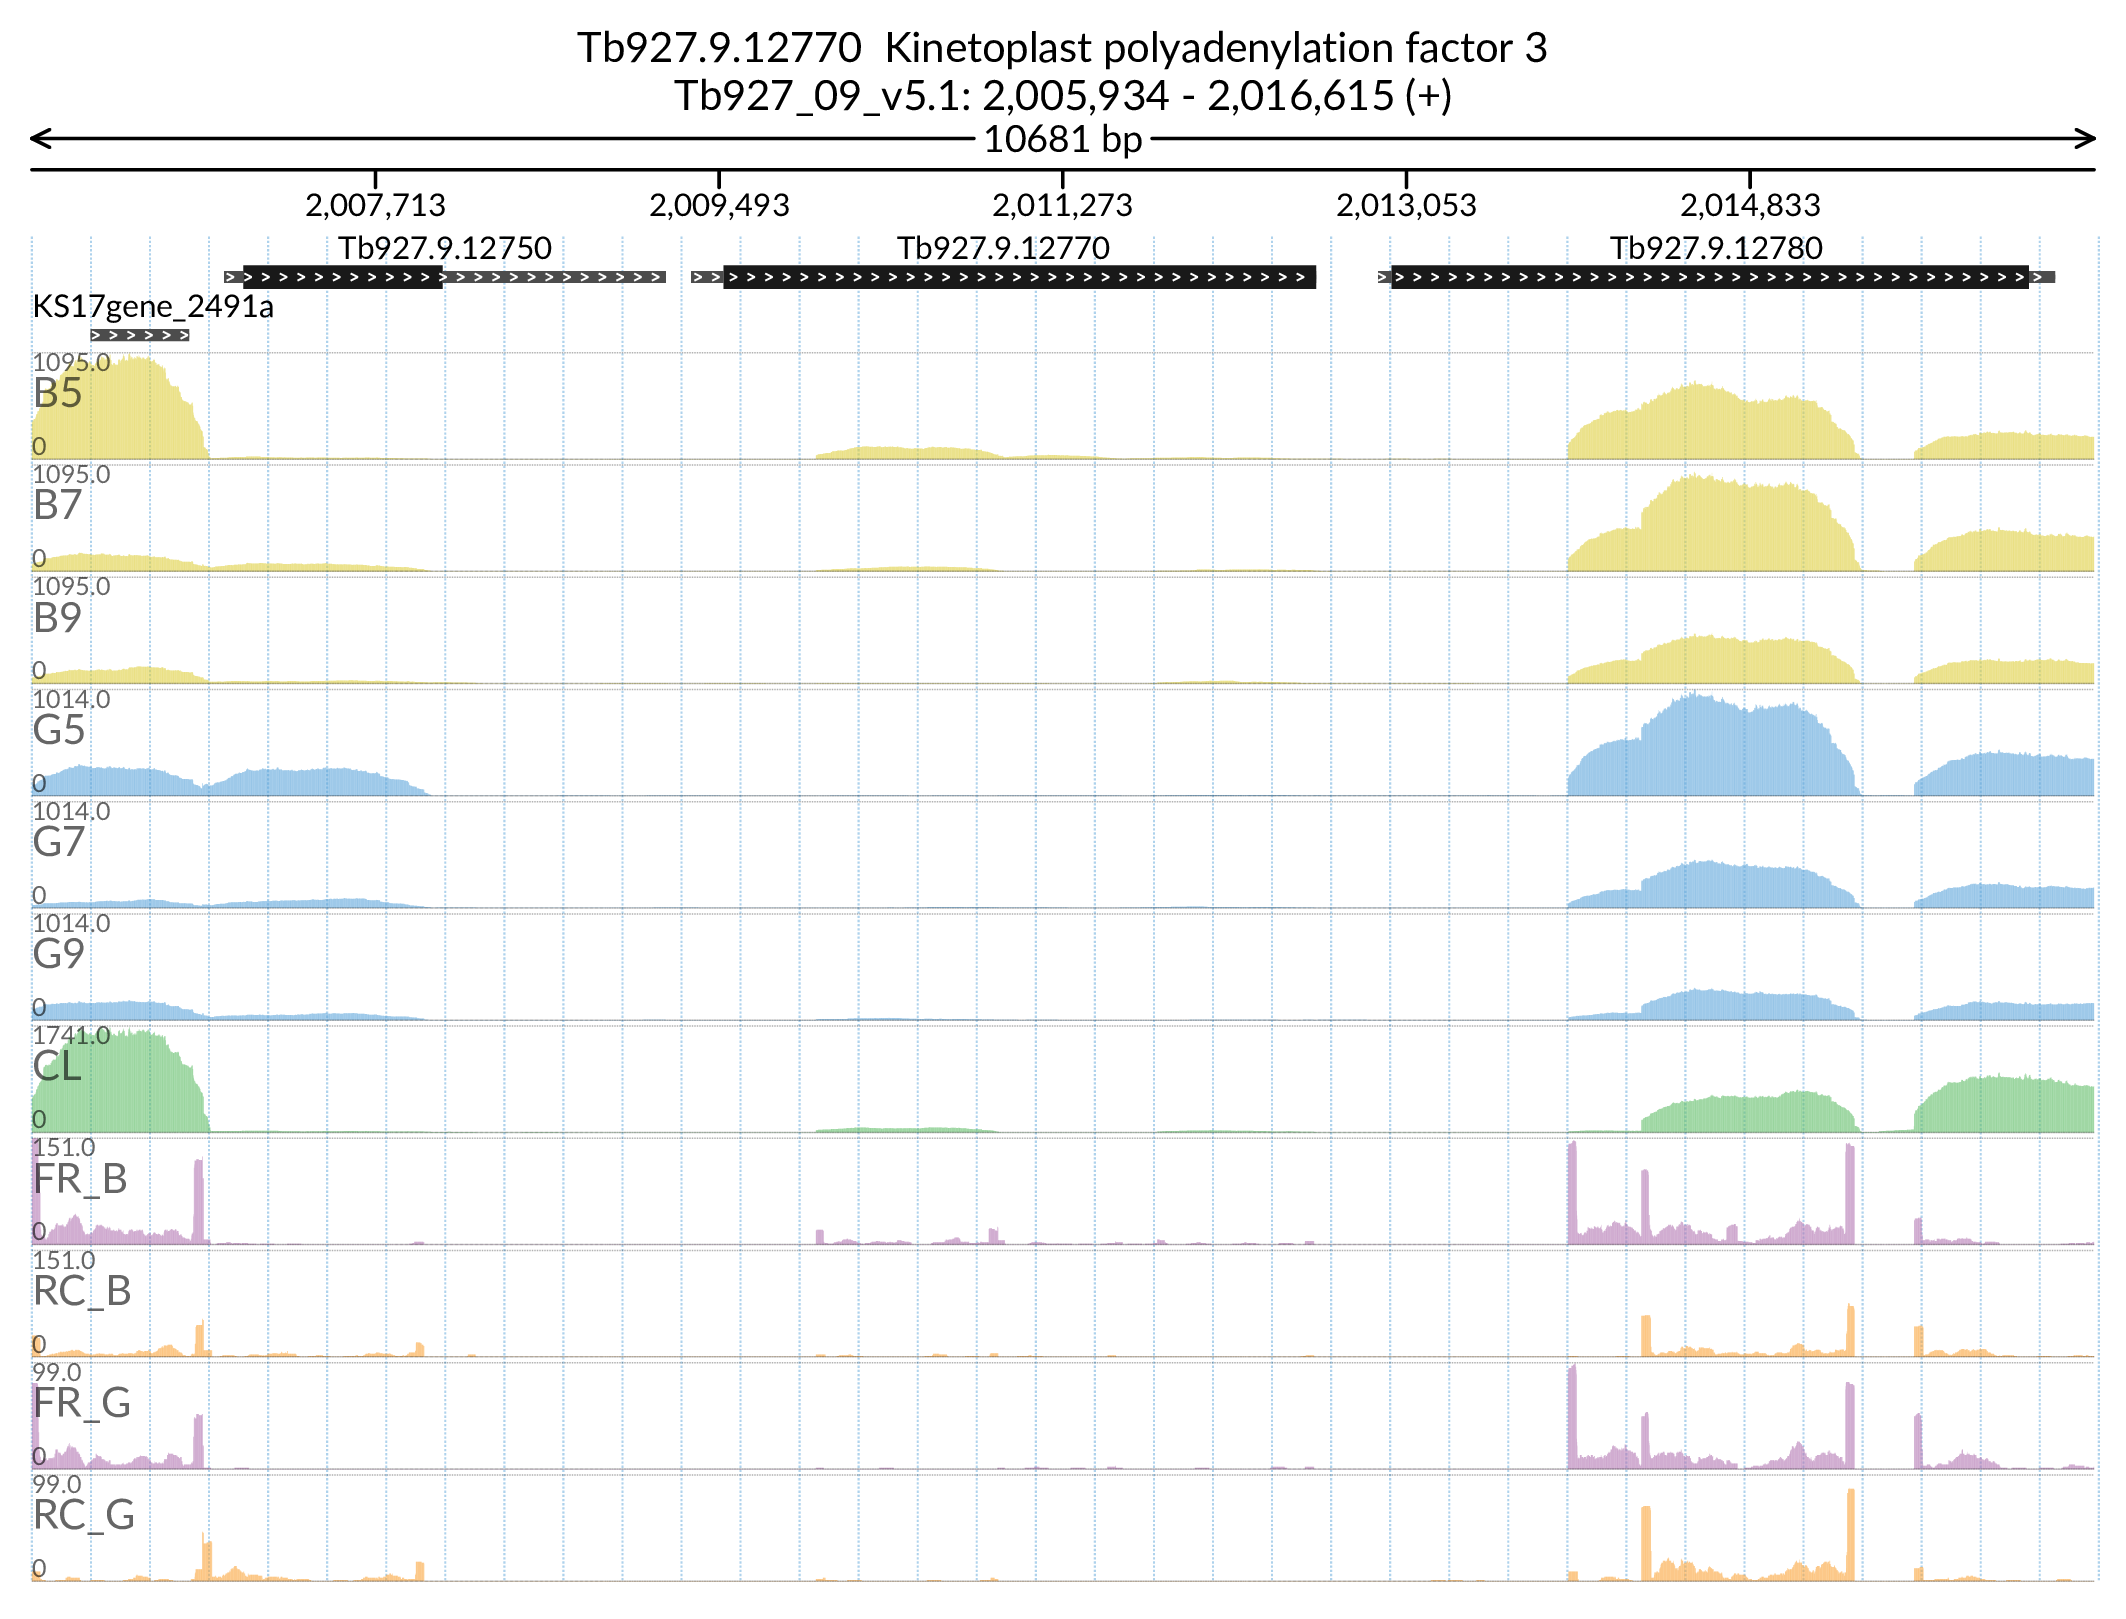 Tb927.9.12770  Kinetoplast polyadenylation factor 3
Tb927_09_v5.1: 2,005,934 - 2,016,615 (+)
10681 bp
2,007,713 2,009,493 2,011,273 2,013,053 2,014,833
Tb927.9.12750 Tb927.9.12770 Tb927.9.12780
KS17gene_2491a
1095.0
B5
0
1095.0
B7
0
1095.0
B9
0
1014.0
G5
0
1014.0
G7
0
1014.0
G9
0
1741.0
CL
0
151.0
FR_B
0
151.0
RC_B
0
99.0
FR_G
0
99.0
RC_G
0